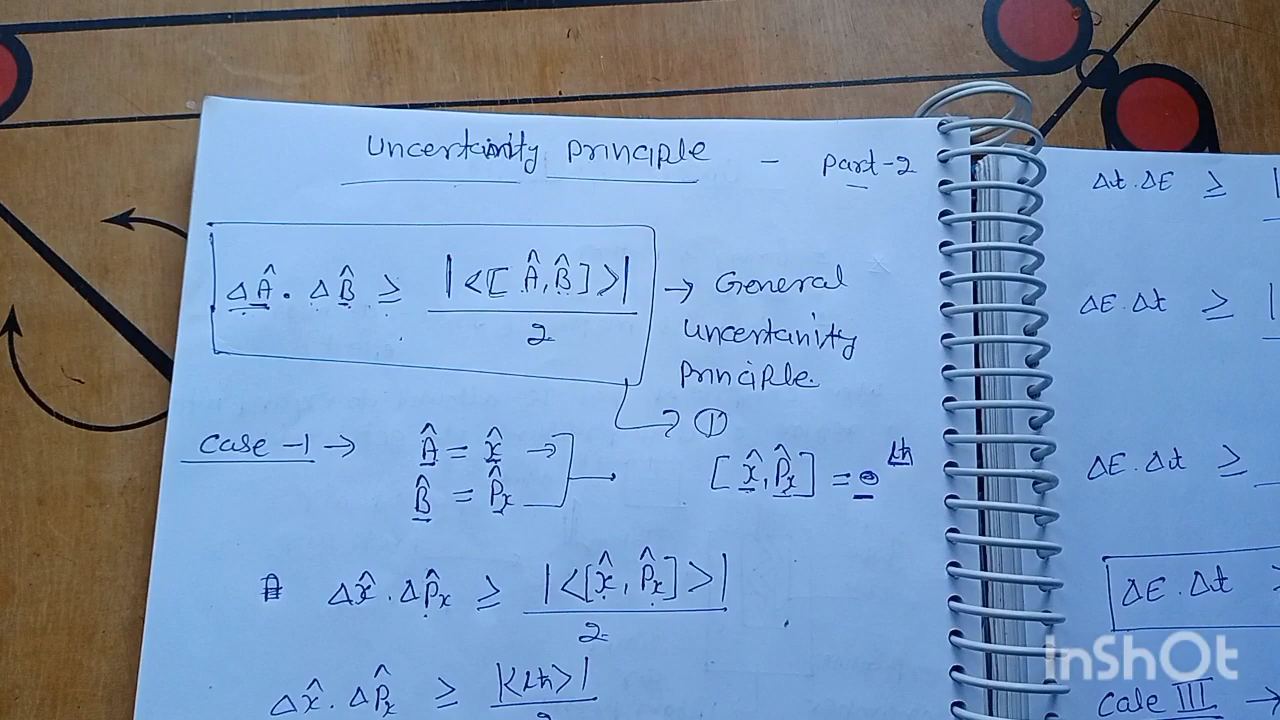 Uncertainity Principle - Part-2
ΔÂ . ΔB̂ ≥ |<[Â,B̂]>| / 2 → General
uncertainity
Principle.
→ ①
Case-1 → Â = x̂ →
B̂ = P̂x → [x̂, P̂x] = iħ
Δx̂ . ΔP̂x ≥ |<[x̂, P̂x]>| / 2
Δx̂ . ΔP̂x ≥ |<iħ>| / 2
Δt . ΔE ≥ |
ΔE . Δt ≥ |
ΔE . Δt ≥
ΔE . Δt ≥
Case III →
InShOt